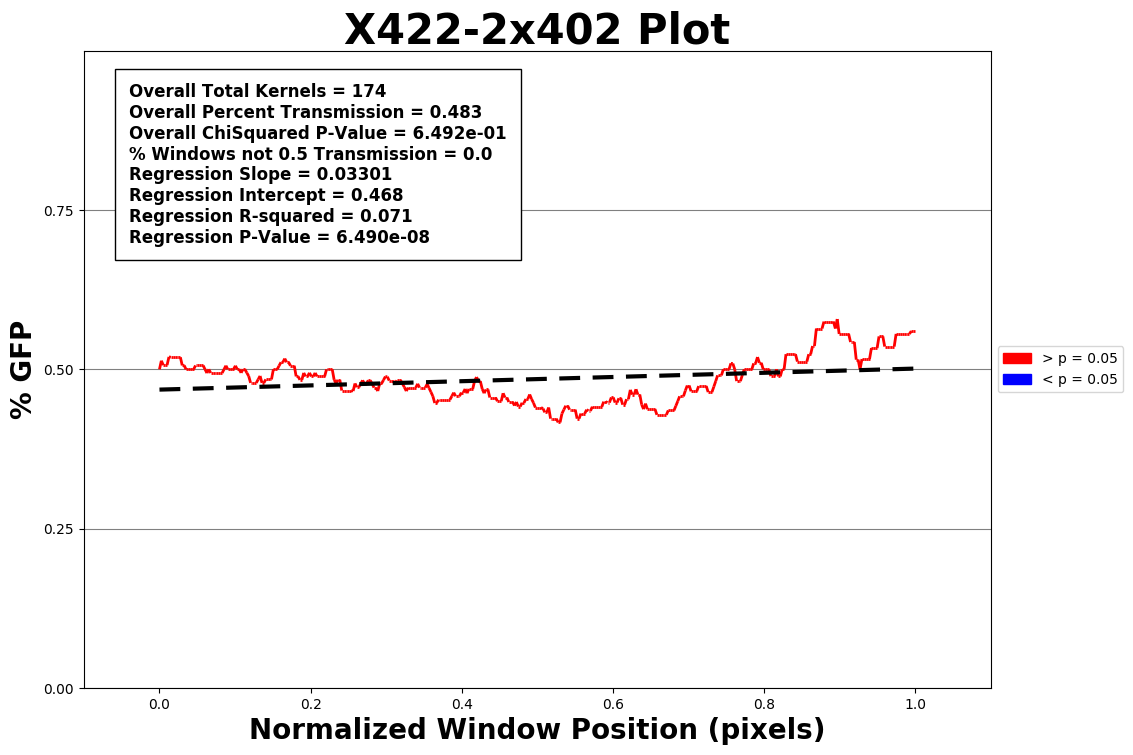 X422-2x402 Plot
Overall Total Kernels = 174
Overall Percent Transmission = 0.483
Overall ChiSquared P-Value = 6.492e-01
% Windows not 0.5 Transmission = 0.0
Regression Slope = 0.03301
Regression Intercept = 0.468
Regression R-squared = 0.071
Regression P-Value = 6.490e-08
% GFP
0.75
0.50
0.25
0.00
> p = 0.05
< p = 0.05
0.0 0.2 0.4 0.6 0.8 1.0
Normalized Window Position (pixels)